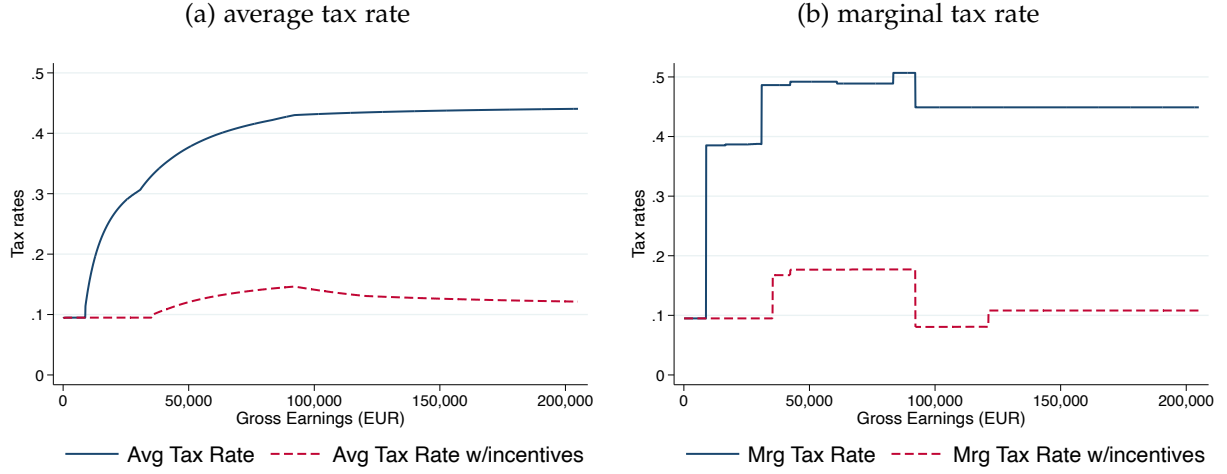 (a) average tax rate
.5
.4
.3
.2
.1
0
Tax rates
0 50,000 100,000 150,000 200,000
Gross Earnings (EUR)
Avg Tax Rate Avg Tax Rate w/incentives
(b) marginal tax rate
.5
.4
.3
.2
.1
0
Tax rates
0 50,000 100,000 150,000 200,000
Gross Earnings (EUR)
Mrg Tax Rate Mrg Tax Rate w/incentives